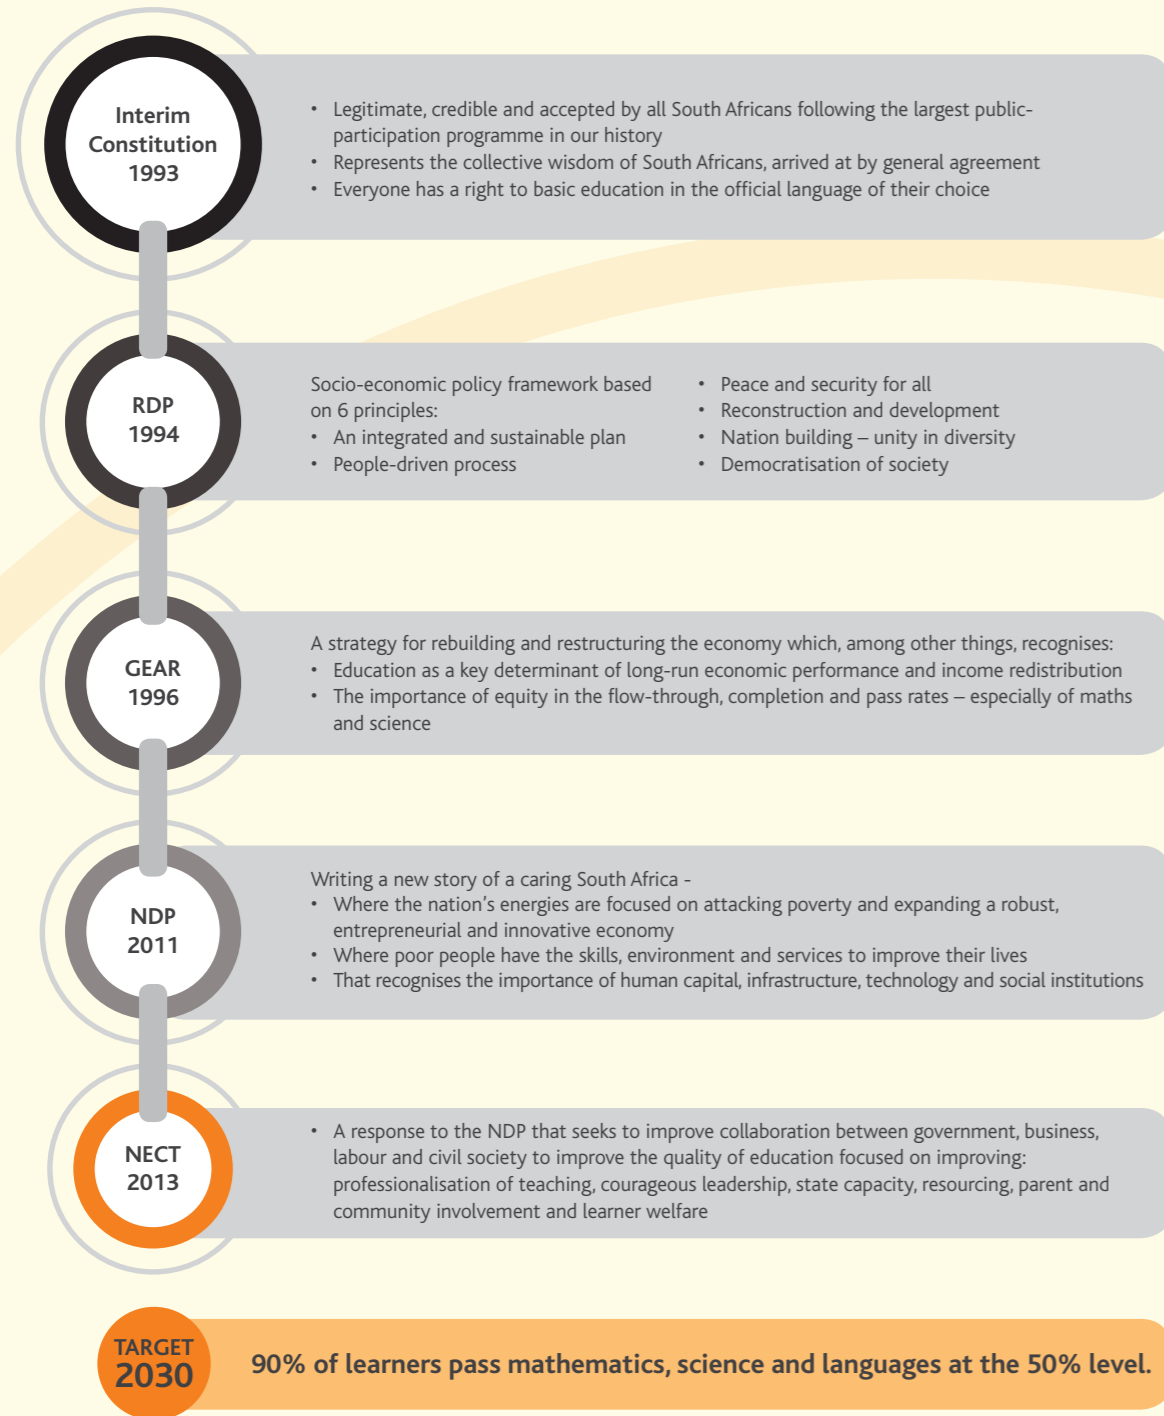 Interim
Constitution
1993
• Legitimate, credible and accepted by all South Africans following the largest public-
participation programme in our history
• Represents the collective wisdom of South Africans, arrived at by general agreement
• Everyone has a right to basic education in the official language of their choice
RDP
1994
Socio-economic policy framework based
on 6 principles:
• An integrated and sustainable plan
• People-driven process
• Peace and security for all
• Reconstruction and development
• Nation building – unity in diversity
• Democratisation of society
GEAR
1996
A strategy for rebuilding and restructuring the economy which, among other things, recognises:
• Education as a key determinant of long-run economic performance and income redistribution
• The importance of equity in the flow-through, completion and pass rates – especially of maths
and science
NDP
2011
Writing a new story of a caring South Africa -
• Where the nation's energies are focused on attacking poverty and expanding a robust,
entrepreneurial and innovative economy
• Where poor people have the skills, environment and services to improve their lives
• That recognises the importance of human capital, infrastructure, technology and social institutions
NECT
2013
• A response to the NDP that seeks to improve collaboration between government, business,
labour and civil society to improve the quality of education focused on improving:
professionalisation of teaching, courageous leadership, state capacity, resourcing, parent and
community involvement and learner welfare
TARGET
2030
90% of learners pass mathematics, science and languages at the 50% level.